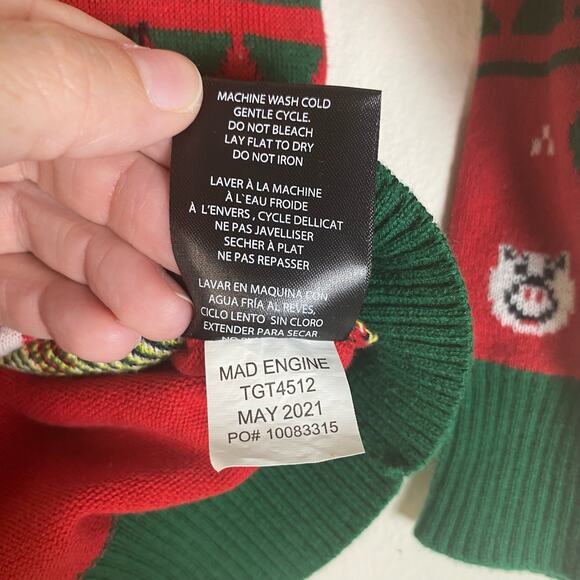 MACHINE WASH COLD
GENTLE CYCLE.
DO NOT BLEACH
LAY FLAT TO DRY
DO NOT IRON
LAVER À LA MACHINE
À L`EAU FROIDE
À L'ENVERS, CYCLE DELLICAT
NE PAS JAVELLISER
SECHER À PLAT
NE PAS REPASSER
LAVAR EN MAQUINA CON
AGUA FRÍA AL REVES,
CICLO LENTO SIN CLORO
EXTENDER PARA SECAR
MAD ENGINE
TGT4512
MAY 2021
PO# 10083315